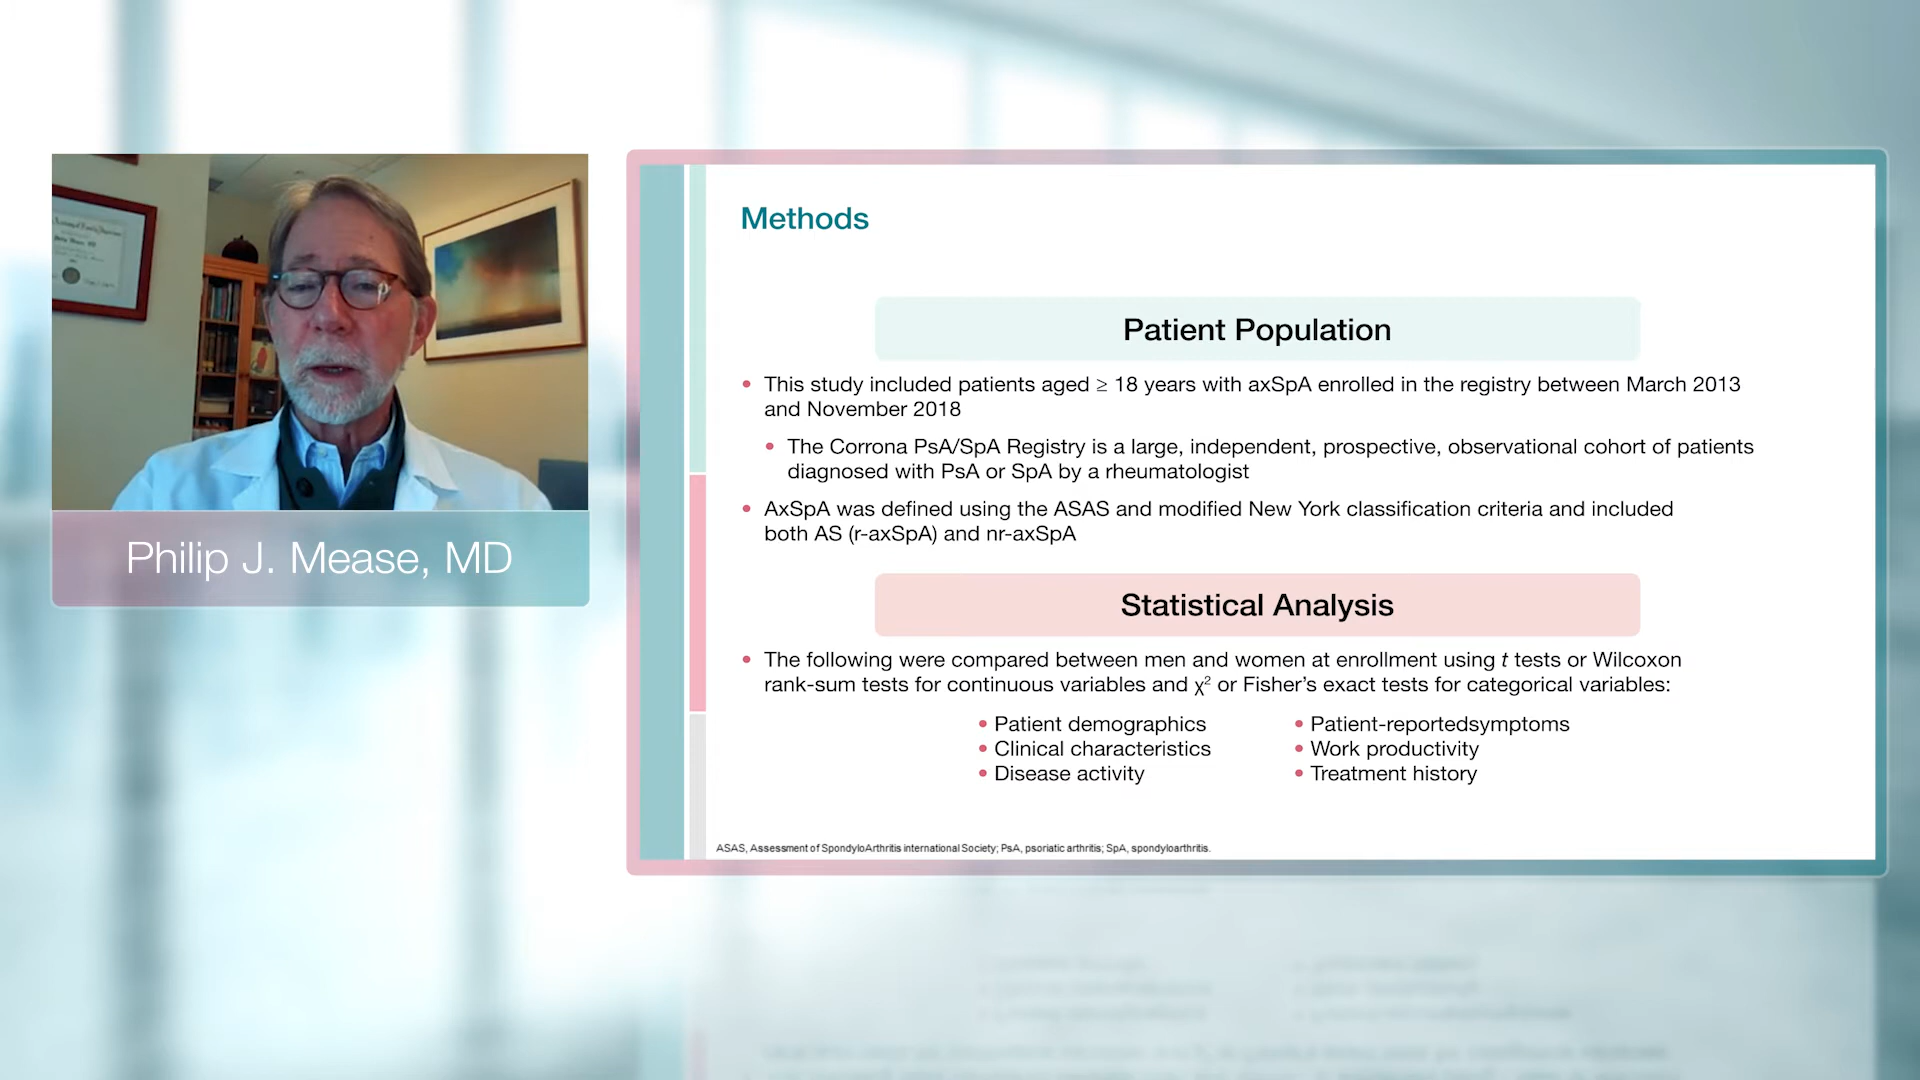 Philip J. Mease, MD
Methods
Patient Population
• This study included patients aged ≥ 18 years with axSpA enrolled in the registry between March 2013
and November 2018
• The Corrona PsA/SpA Registry is a large, independent, prospective, observational cohort of patients
diagnosed with PsA or SpA by a rheumatologist
• AxSpA was defined using the ASAS and modified New York classification criteria and included
both AS (r-axSpA) and nr-axSpA
Statistical Analysis
• The following were compared between men and women at enrollment using t tests or Wilcoxon
rank-sum tests for continuous variables and χ² or Fisher's exact tests for categorical variables:
• Patient demographics
• Clinical characteristics
• Disease activity
• Patient-reportedsymptoms
• Work productivity
• Treatment history
ASAS, Assessment of SpondyloArthritis international Society; PsA, psoriatic arthritis; SpA, spondyloarthritis.